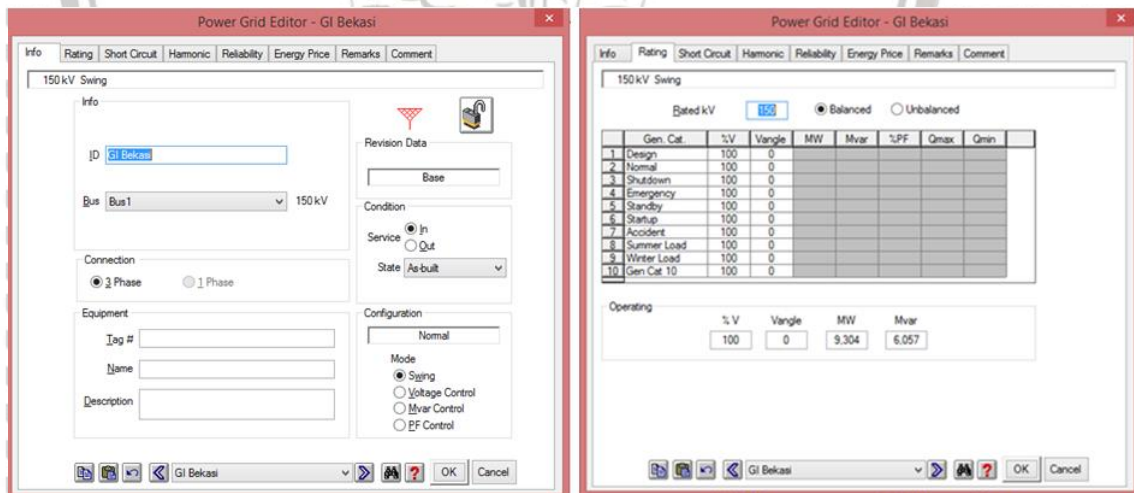 Power Grid Editor - GI Bekasi
Info Rating Short Circuit Harmonic Reliability Energy Price Remarks Comment
150 kV Swing
Info
ID GI Bekasi
Bus Bus1 150 kV
Revision Data
Base
Condition
Service In
Out
State As-built
Connection
3 Phase 1 Phase
Equipment
Tag #
Name
Description
Configuration
Normal
Mode
Swing
Voltage Control
Mvar Control
PF Control
GI Bekasi OK Cancel
Power Grid Editor - GI Bekasi
Info Rating Short Circuit Harmonic Reliability Energy Price Remarks Comment
150 kV Swing
Rated kV 150 Balanced Unbalanced
Gen. Cat. %V Vangle MW Mvar %PF Qmax Qmin
1 Design 100 0
2 Normal 100 0
3 Shutdown 100 0
4 Emergency 100 0
5 Standby 100 0
6 Startup 100 0
7 Accident 100 0
8 Summer Load 100 0
9 Winter Load 100 0
10 Gen Cat 10 100 0
Operating
% V Vangle MW Mvar
100 0 9.304 6.057
GI Bekasi OK Cancel